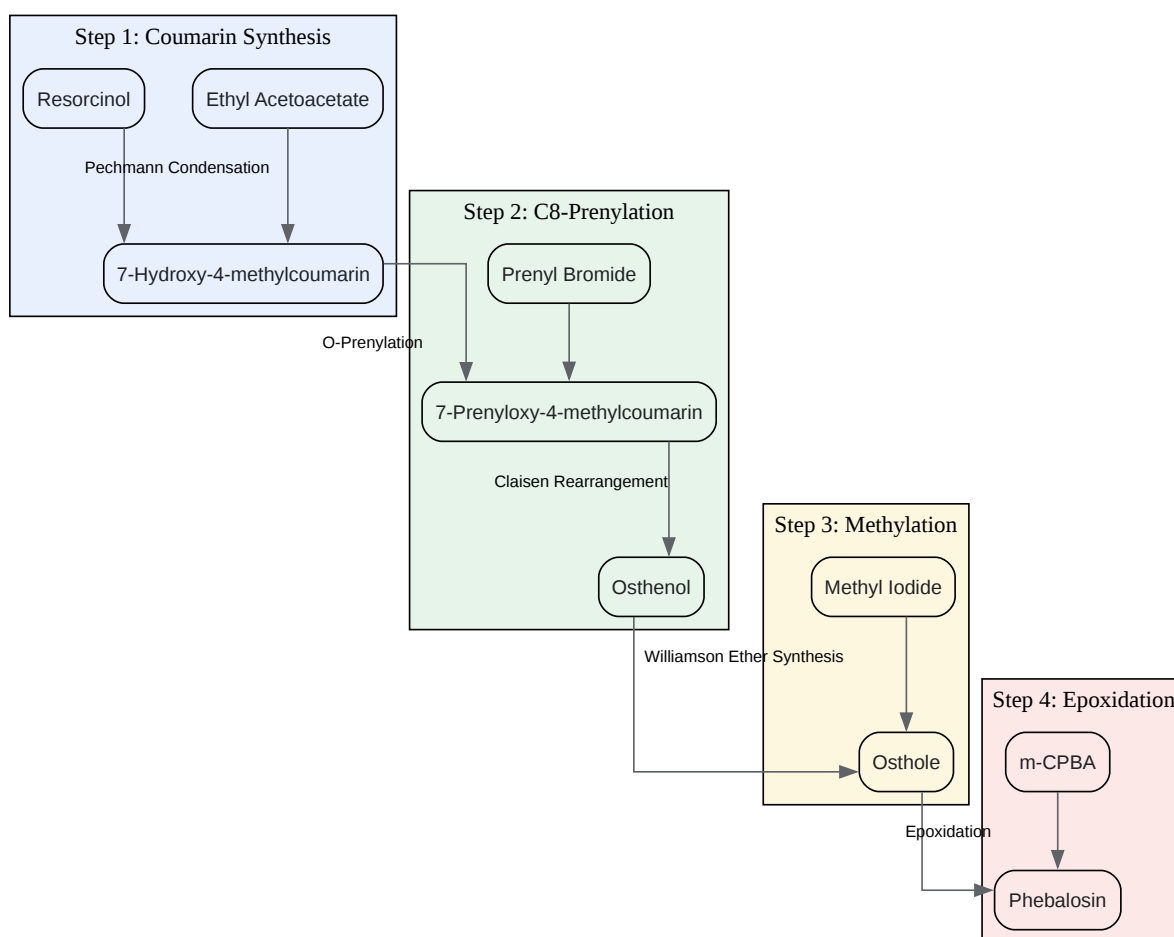 Step 1: Coumarin Synthesis
Resorcinol
Ethyl Acetoacetate
Pechmann Condensation
7-Hydroxy-4-methylcoumarin
Step 2: C8-Prenylation
Prenyl Bromide
O-Prenylation
7-Prenyloxy-4-methylcoumarin
Claisen Rearrangement
Osthenol
Step 3: Methylation
Methyl Iodide
Williamson Ether Synthesis
Osthole
Step 4: Epoxidation
m-CPBA
Epoxidation
Phebalosin